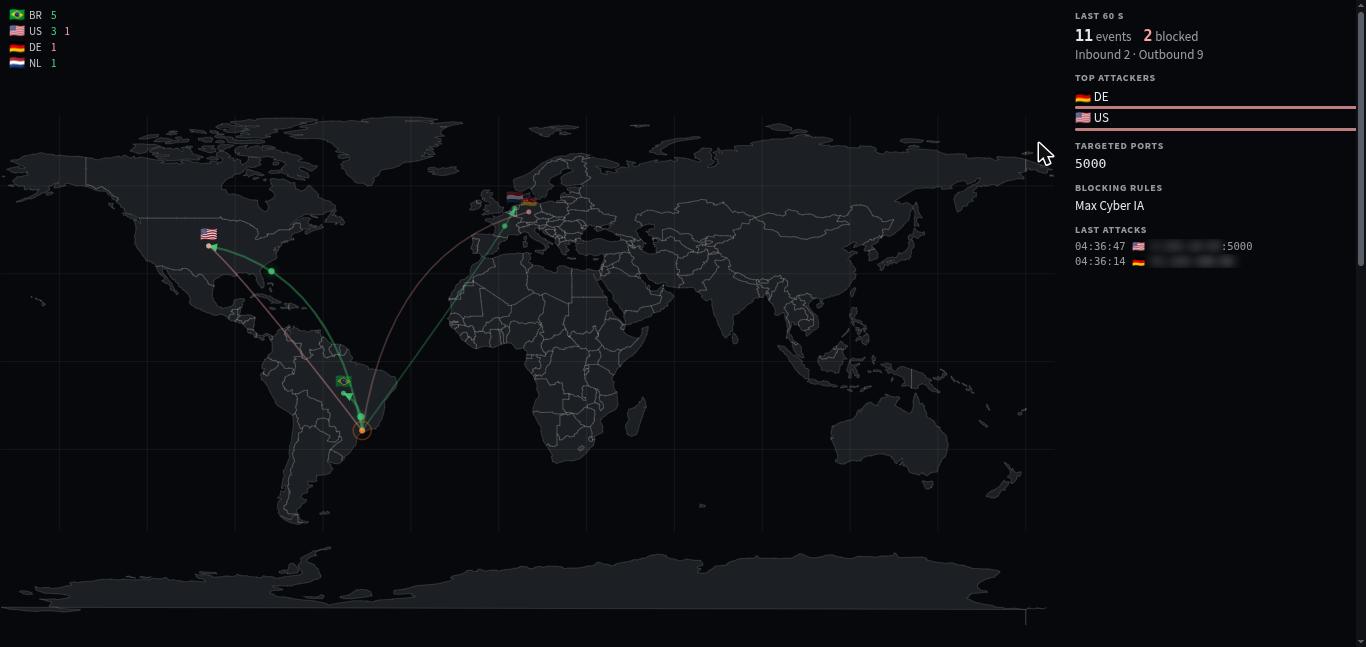 BR 5
US 3 1
DE 1
NL 1
LAST 60 S
11 events 2 blocked
Inbound 2 · Outbound 9
TOP ATTACKERS
DE
US
TARGETED PORTS
5000
BLOCKING RULES
Max Cyber IA
LAST ATTACKS
04:36:47 :5000
04:36:14